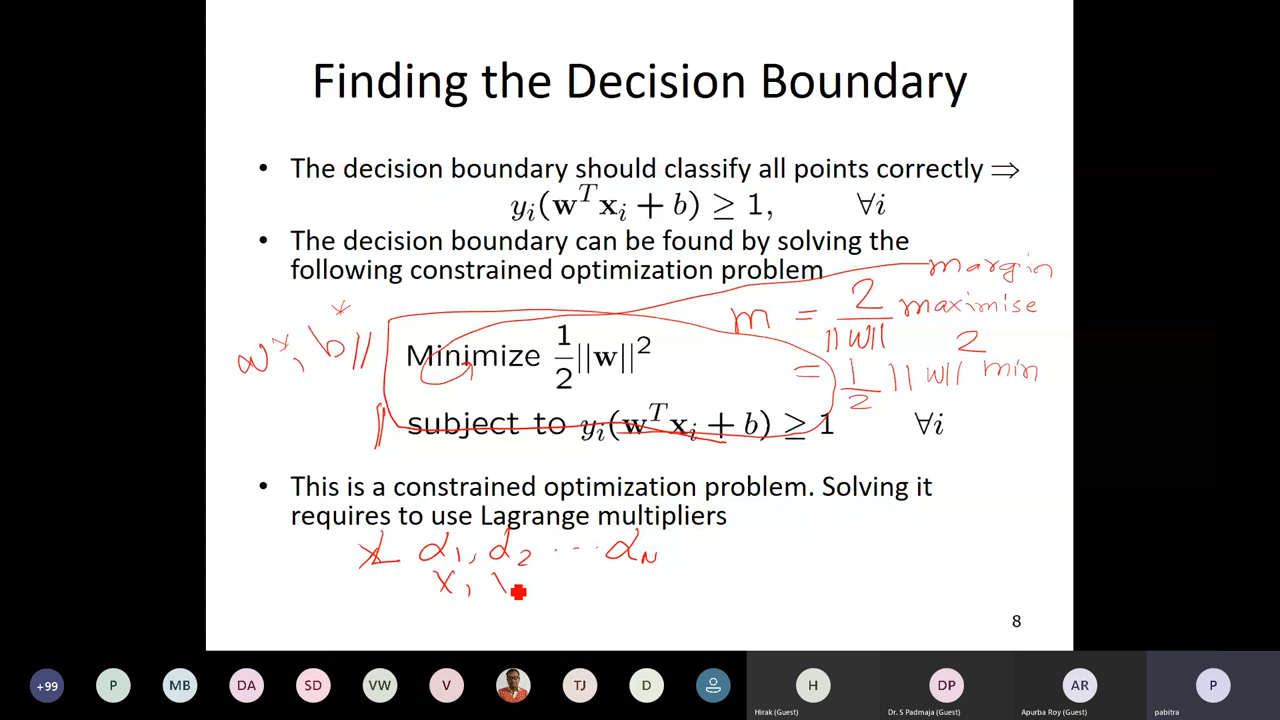 Finding the Decision Boundary
• The decision boundary should classify all points correctly ⇒
yᵢ(wᵀxᵢ + b) ≥ 1, ∀i
• The decision boundary can be found by solving the
following constrained optimization problem
margin
m = 2 / ||w|| maximise
w*, b* ||
Minimize 1/2 ||w||²
= 1/2 ||w||² min
subject to yᵢ(wᵀxᵢ + b) ≥ 1 ∀i
• This is a constrained optimization problem. Solving it
requires to use Lagrange multipliers
α₁, α₂ ... α_N
x,
8
+99 P MB DA SD VW V TJ D H DP AR P
Hirak (Guest) Dr. S Padmaja (Guest) Apurba Roy (Guest) pabitra